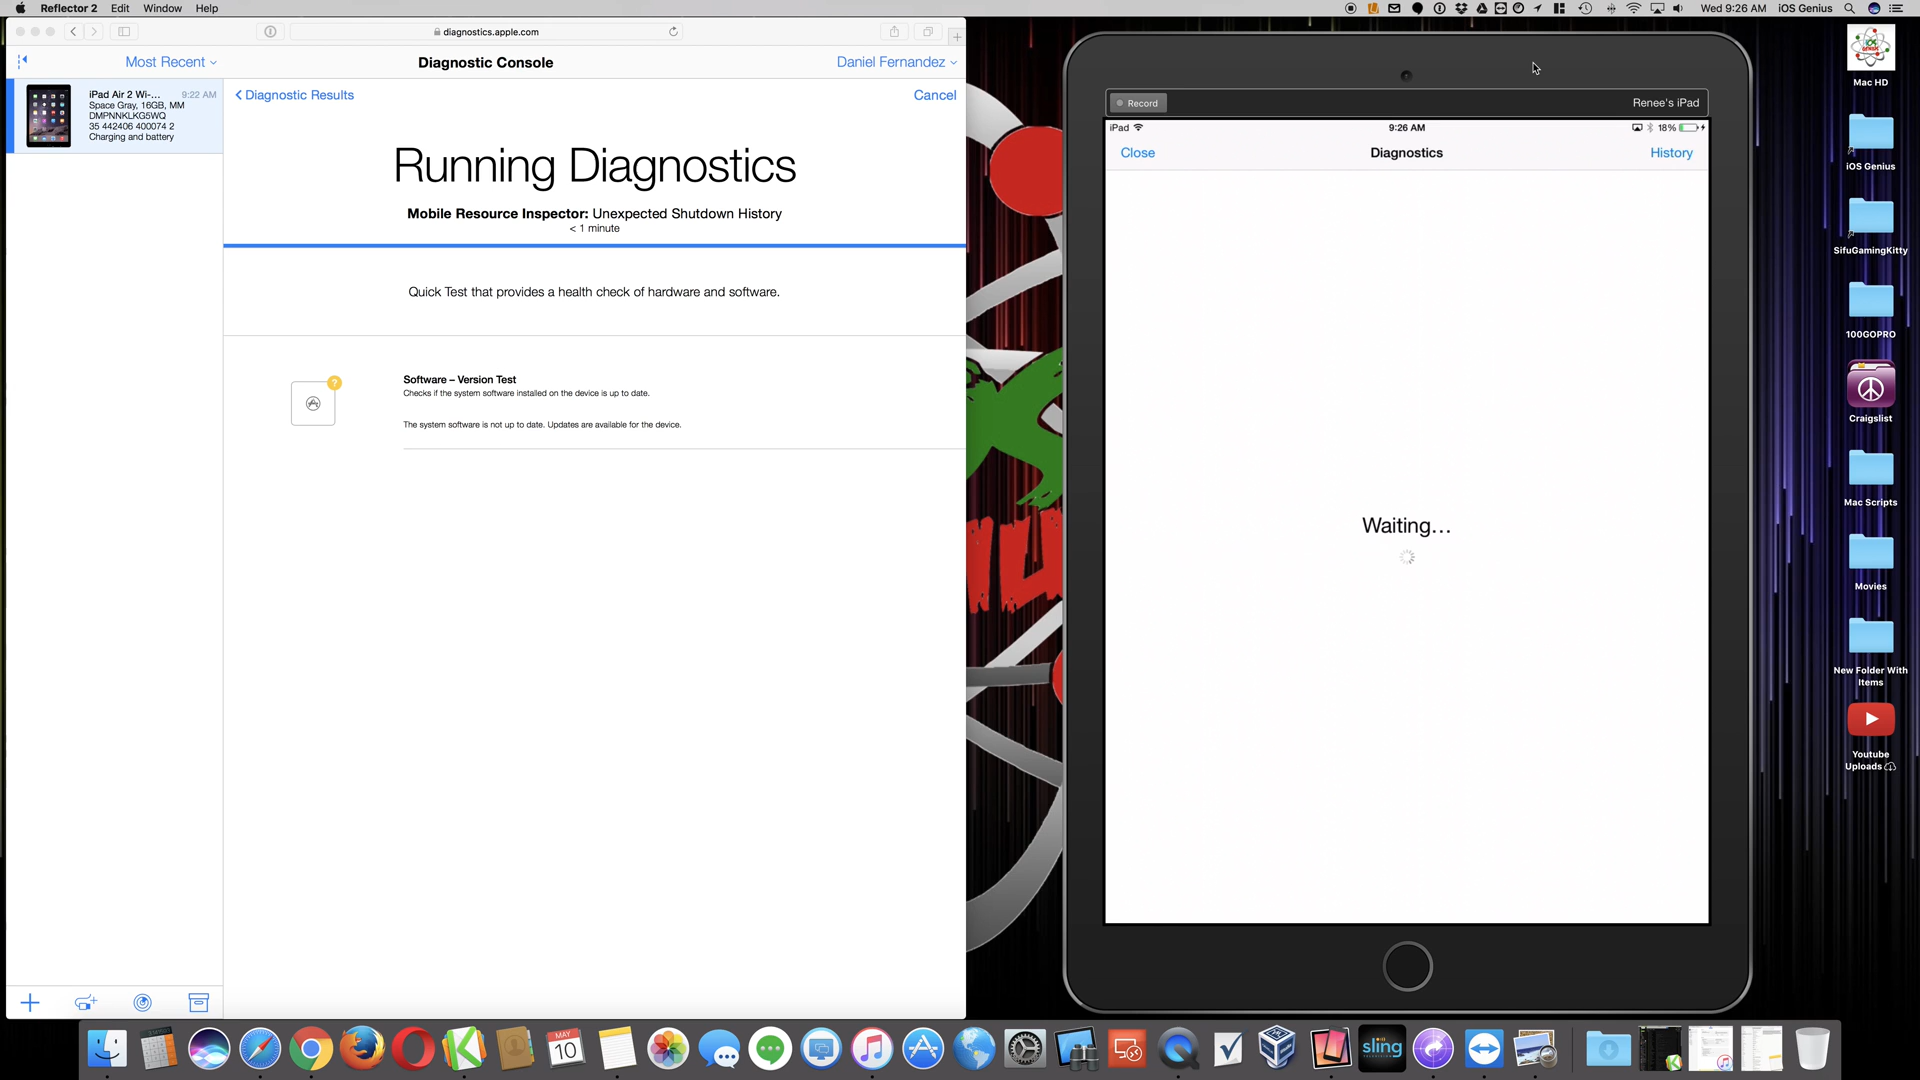 Reflector 2 Edit Window Help
Wed 9:26 AM iOS Genius
diagnostics.apple.com
Most Recent
Diagnostic Console
Daniel Fernandez
iPad Air 2 Wi-... 9:22 AM
Space Gray, 16GB, MM
DMPNNKLKG5WQ
35 442406 400074 2
Charging and battery
Diagnostic Results
Cancel
Running Diagnostics
Mobile Resource Inspector: Unexpected Shutdown History
< 1 minute
Quick Test that provides a health check of hardware and software.
Software – Version Test
Checks if the system software installed on the device is up to date.
The system software is not up to date. Updates are available for the device.
Record
Renee's iPad
iPad
9:26 AM
18%
Close
Diagnostics
History
Waiting...
Mac HD
iOS Genius
SifuGamingKitty
100GOPRO
Craigslist
Mac Scripts
Movies
New Folder With
Items
Youtube
Uploads
MAY
10
sling